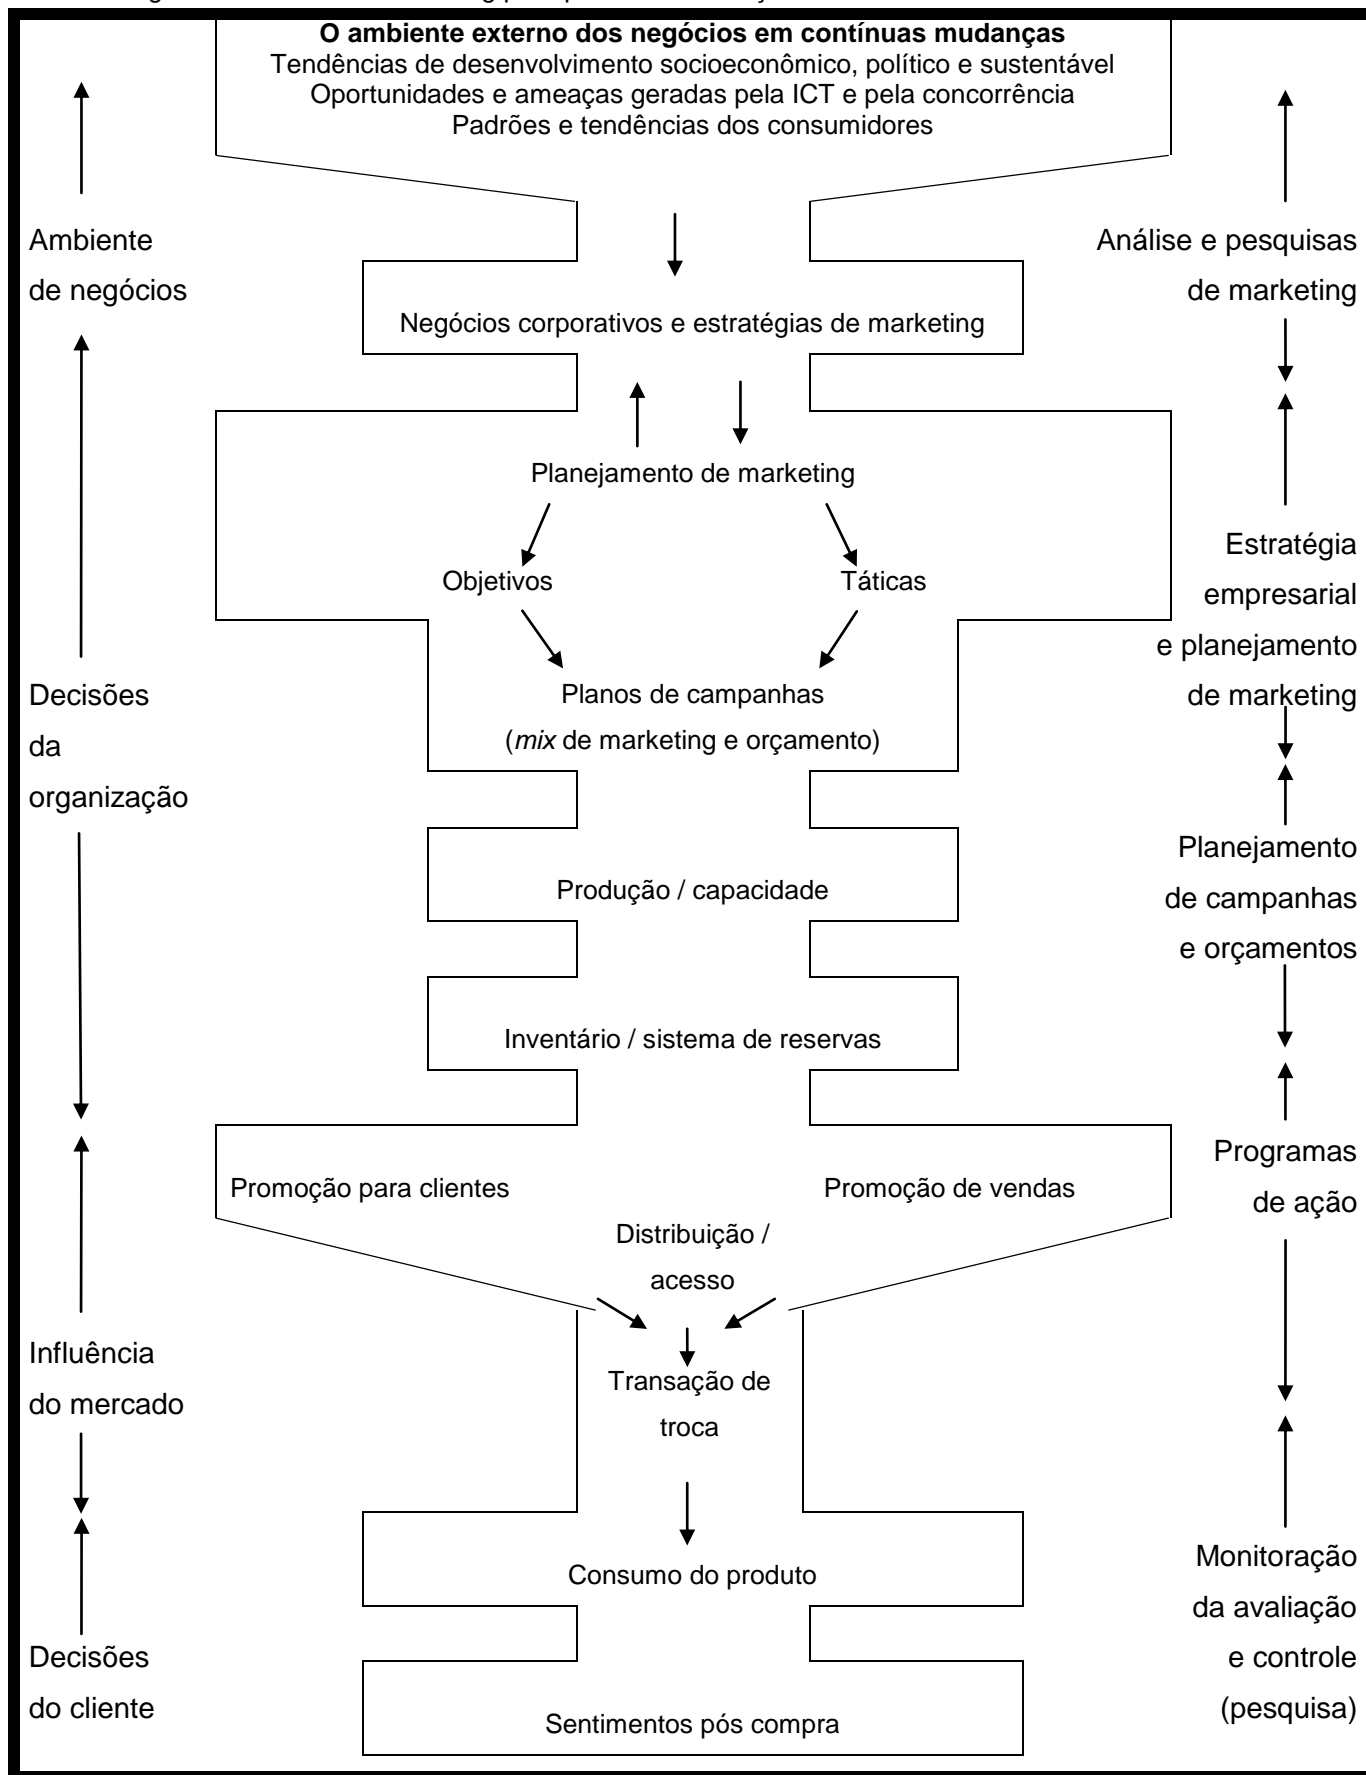 O ambiente externo dos negócios em contínuas mudanças
Tendências de desenvolvimento socioeconômico, político e sustentável
Oportunidades e ameaças geradas pela ICT e pela concorrência
Padrões e tendências dos consumidores
Ambiente
de negócios
Análise e pesquisas
de marketing
Negócios corporativos e estratégias de marketing
Planejamento de marketing
Objetivos
Táticas
Estratégia
empresarial
e planejamento
de marketing
Decisões
da
organização
Planos de campanhas
(mix de marketing e orçamento)
Produção / capacidade
Planejamento
de campanhas
e orçamentos
Inventário / sistema de reservas
Promoção para clientes
Promoção de vendas
Programas
de ação
Distribuição /
acesso
Influência
do mercado
Transação de
troca
Consumo do produto
Monitoração
da avaliação
e controle
(pesquisa)
Decisões
do cliente
Sentimentos pós compra